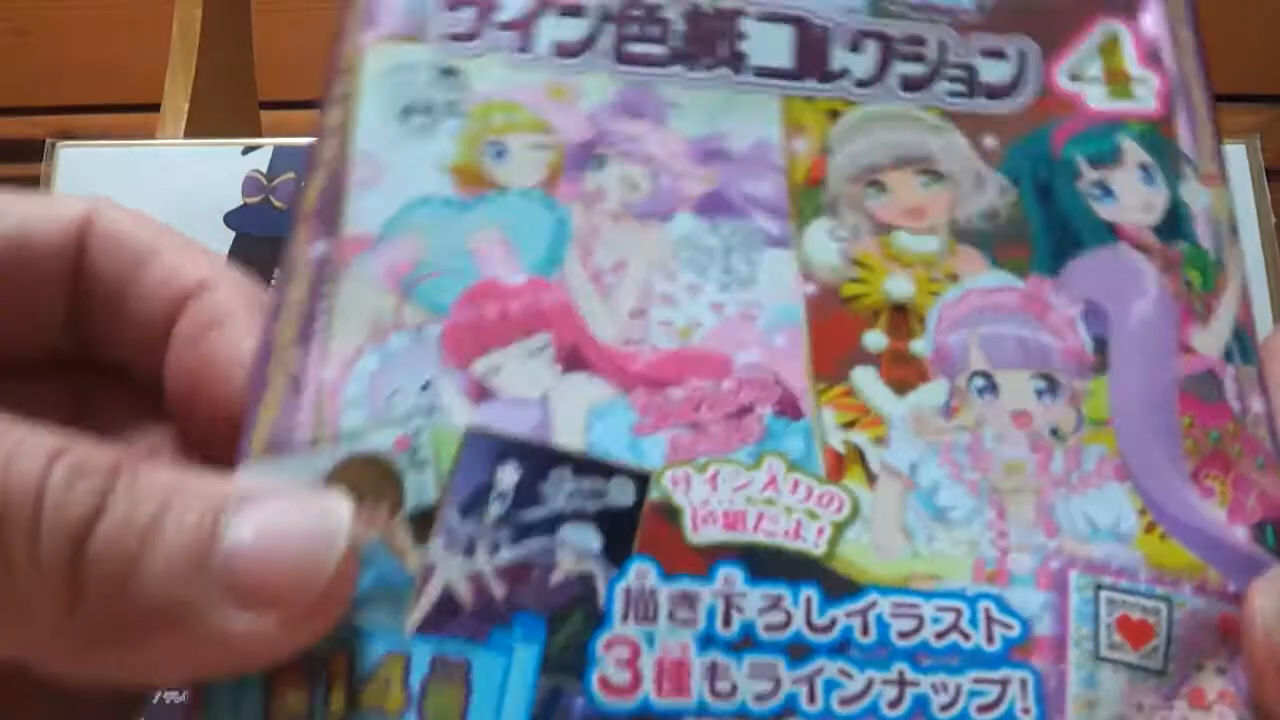 サイン色紙コレクション 4
サイン入りの
色紙だよ!
描き下ろしイラスト
3種もラインナップ!